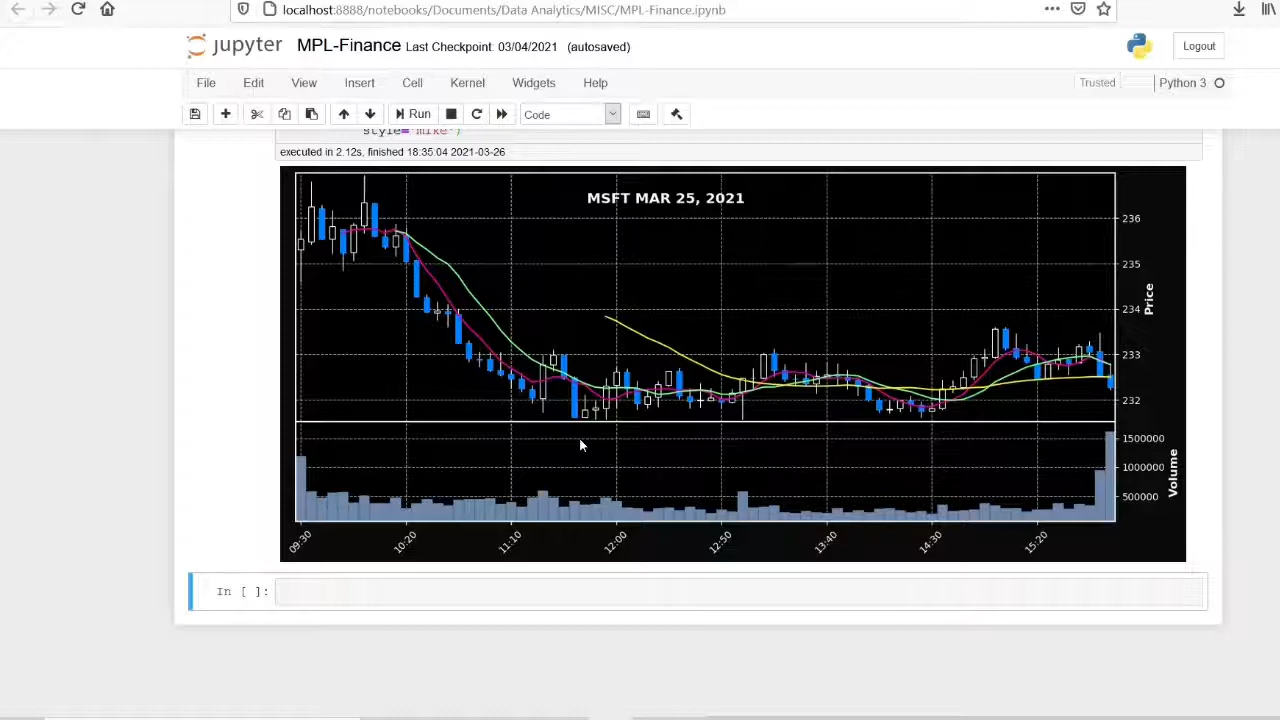 localhost:8888/notebooks/Documents/Data Analytics/MISC/MPL-Finance.ipynb
jupyter MPL-Finance Last Checkpoint: 03/04/2021 (autosaved) Logout
File Edit View Insert Cell Kernel Widgets Help Trusted Python 3
Run Code
style='mike')
executed in 2.12s, finished 18:35:04 2021-03-26
MSFT MAR 25, 2021
236
235
234
233
232
Price
1500000
1000000
500000
Volume
09:30 10:20 11:10 12:00 12:50 13:40 14:30 15:20
In [ ]: